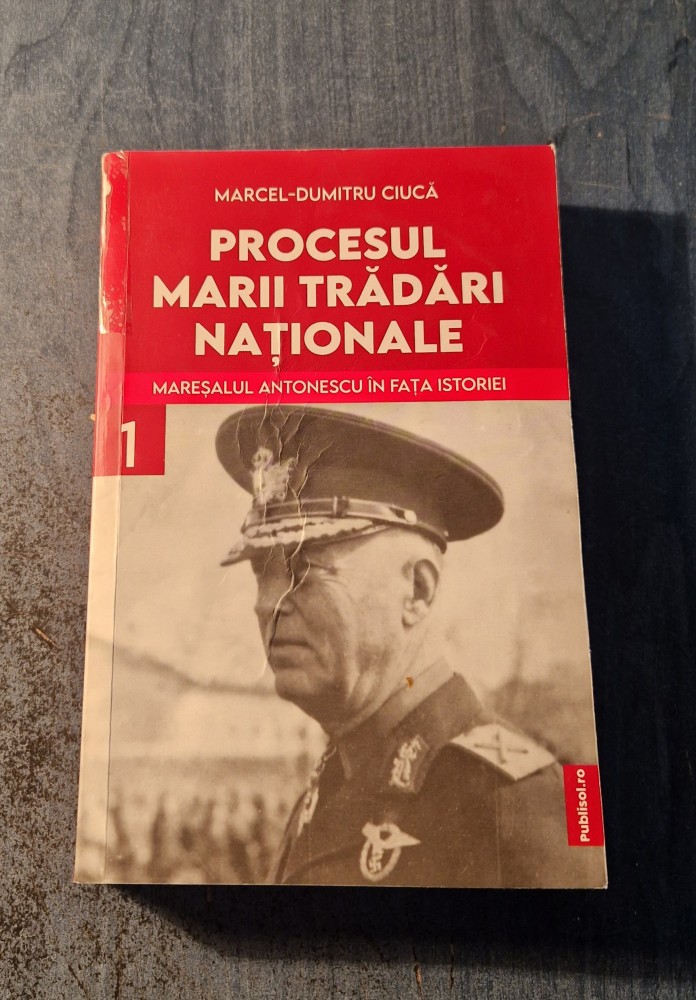 MARCEL-DUMITRU CIUCĂ
PROCESUL
MARII TRĂDĂRI
NAȚIONALE
MAREȘALUL ANTONESCU ÎN FAȚA ISTORIEI
1
Publisol.ro